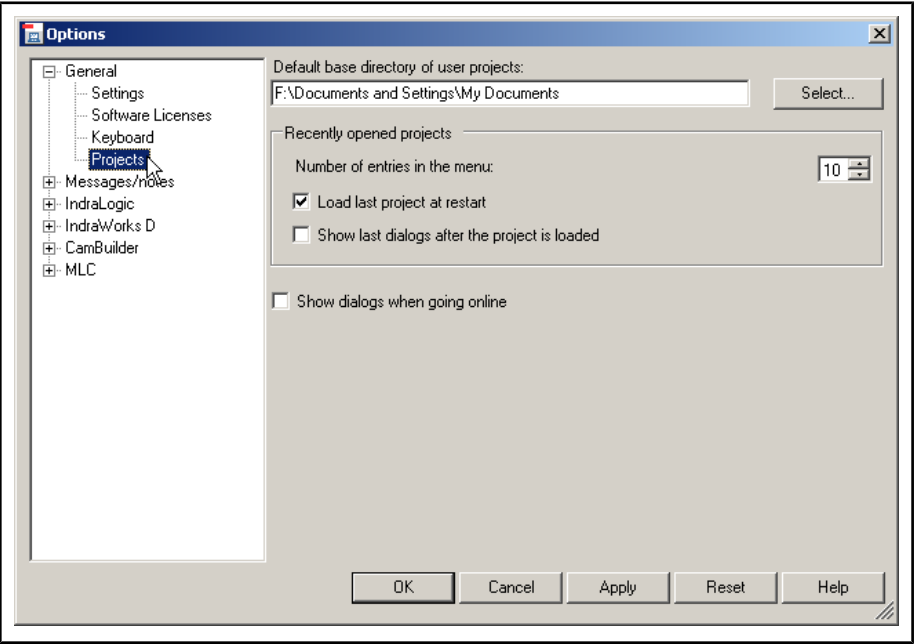 Options
General
Settings
Software Licenses
Keyboard
Projects
Messages/notes
IndraLogic
IndraWorks D
CamBuilder
MLC
Default base directory of user projects:
F:\Documents and Settings\My Documents
Select...
Recently opened projects
Number of entries in the menu:
10
Load last project at restart
Show last dialogs after the project is loaded
Show dialogs when going online
OK
Cancel
Apply
Reset
Help